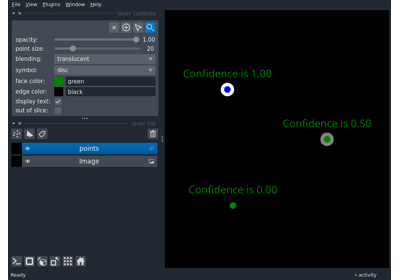 File View Plugins Window Help
layer controls
opacity: 1.00
point size: 20
blending: translucent
symbol: disc
face color: green
edge color: black
display text:
out of slice:
layer list
points
Image
Ready
activity
Confidence is 1.00
Confidence is 0.50
Confidence is 0.00